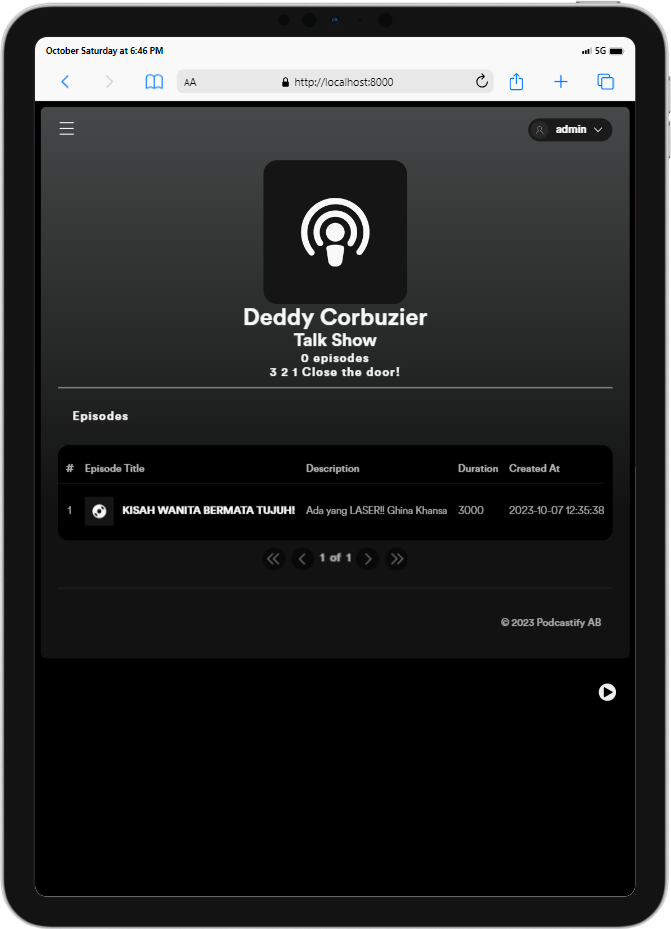 October Saturday at 6:46 PM
5G
AA
http://localhost:8000
admin
Deddy Corbuzier
Talk Show
0 episodes
3 2 1 Close the door!
Episodes
# Episode Title Description Duration Created At
1 KISAH WANITA BERMATA TUJUH! Ada yang LASER!! Ghina Khansa 3000 2023-10-07 12:35:38
1 of 1
© 2023 Podcastify AB